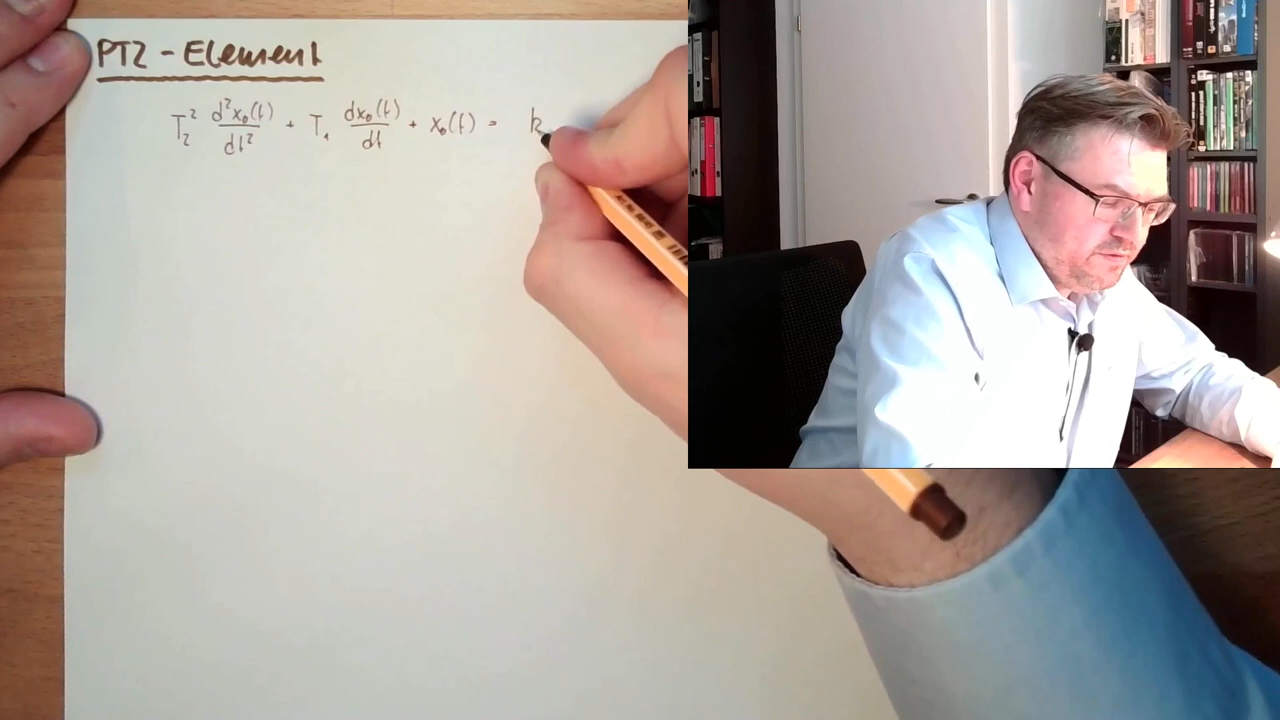 PT2 - Element
T₂² d²x₀(t)/dt² + T₁ dx₀(t)/dt + x₀(t) = k